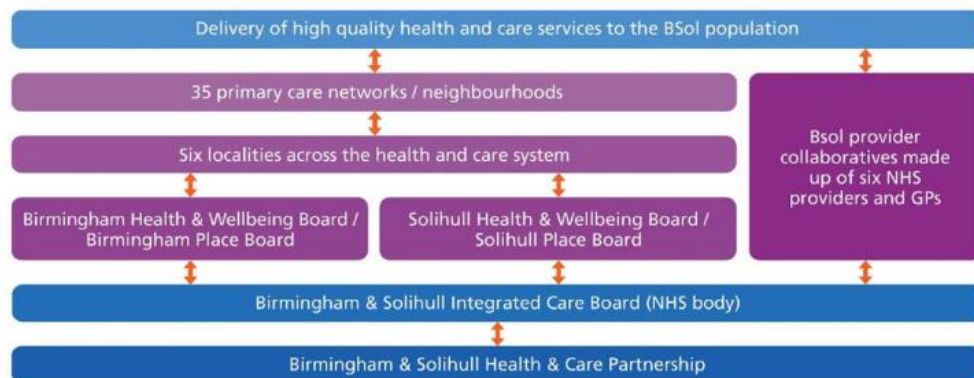 Delivery of high quality health and care services to the BSol population
35 primary care networks / neighbourhoods
Six localities across the health and care system
Birmingham Health & Wellbeing Board /
Birmingham Place Board
Solihull Health & Wellbeing Board /
Solihull Place Board
Bsol provider
collaboratives made
up of six NHS
providers and GPs
Birmingham & Solihull Integrated Care Board (NHS body)
Birmingham & Solihull Health & Care Partnership